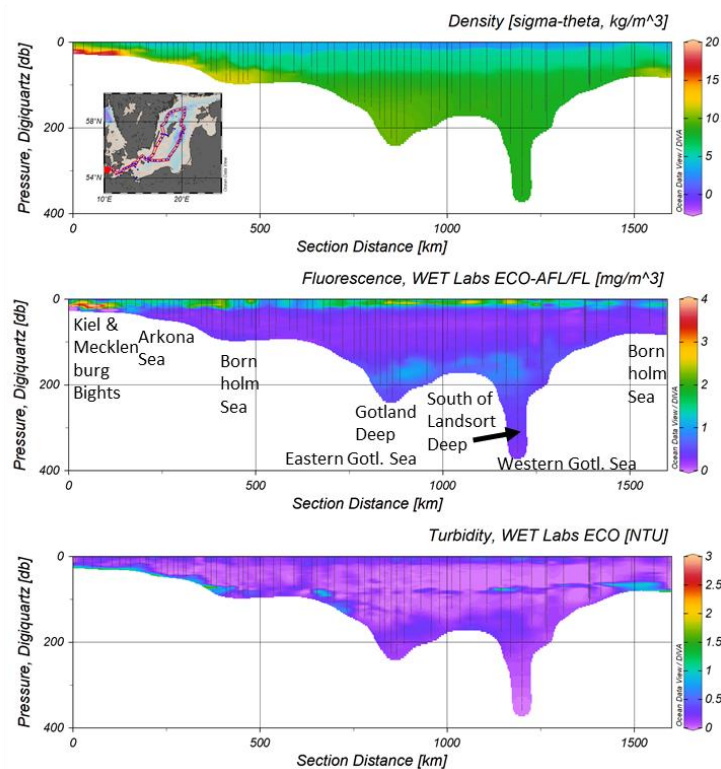 Density [sigma-theta, kg/m^3]
Pressure, Digiquartz [db]
0
200
400
58°N
54°N
10°E
20°E
Ocean Data View
0
500
1000
1500
Section Distance [km]
20
15
10
5
0
Ocean Data View / DIVA
Fluorescence, WET Labs ECO-AFL/FL [mg/m^3]
Pressure, Digiquartz [db]
0
200
400
Kiel &
Mecklen
burg
Bights
Arkona
Sea
Born
holm
Sea
Gotland
Deep
Eastern Gotl. Sea
South of
Landsort
Deep
Western Gotl. Sea
Born
holm
Sea
0
500
1000
1500
Section Distance [km]
4
3
2
1
0
Ocean Data View / DIVA
Turbidity, WET Labs ECO [NTU]
Pressure, Digiquartz [db]
0
200
400
0
500
1000
1500
Section Distance [km]
3
2.5
2
1.5
1
0.5
0
Ocean Data View / DIVA